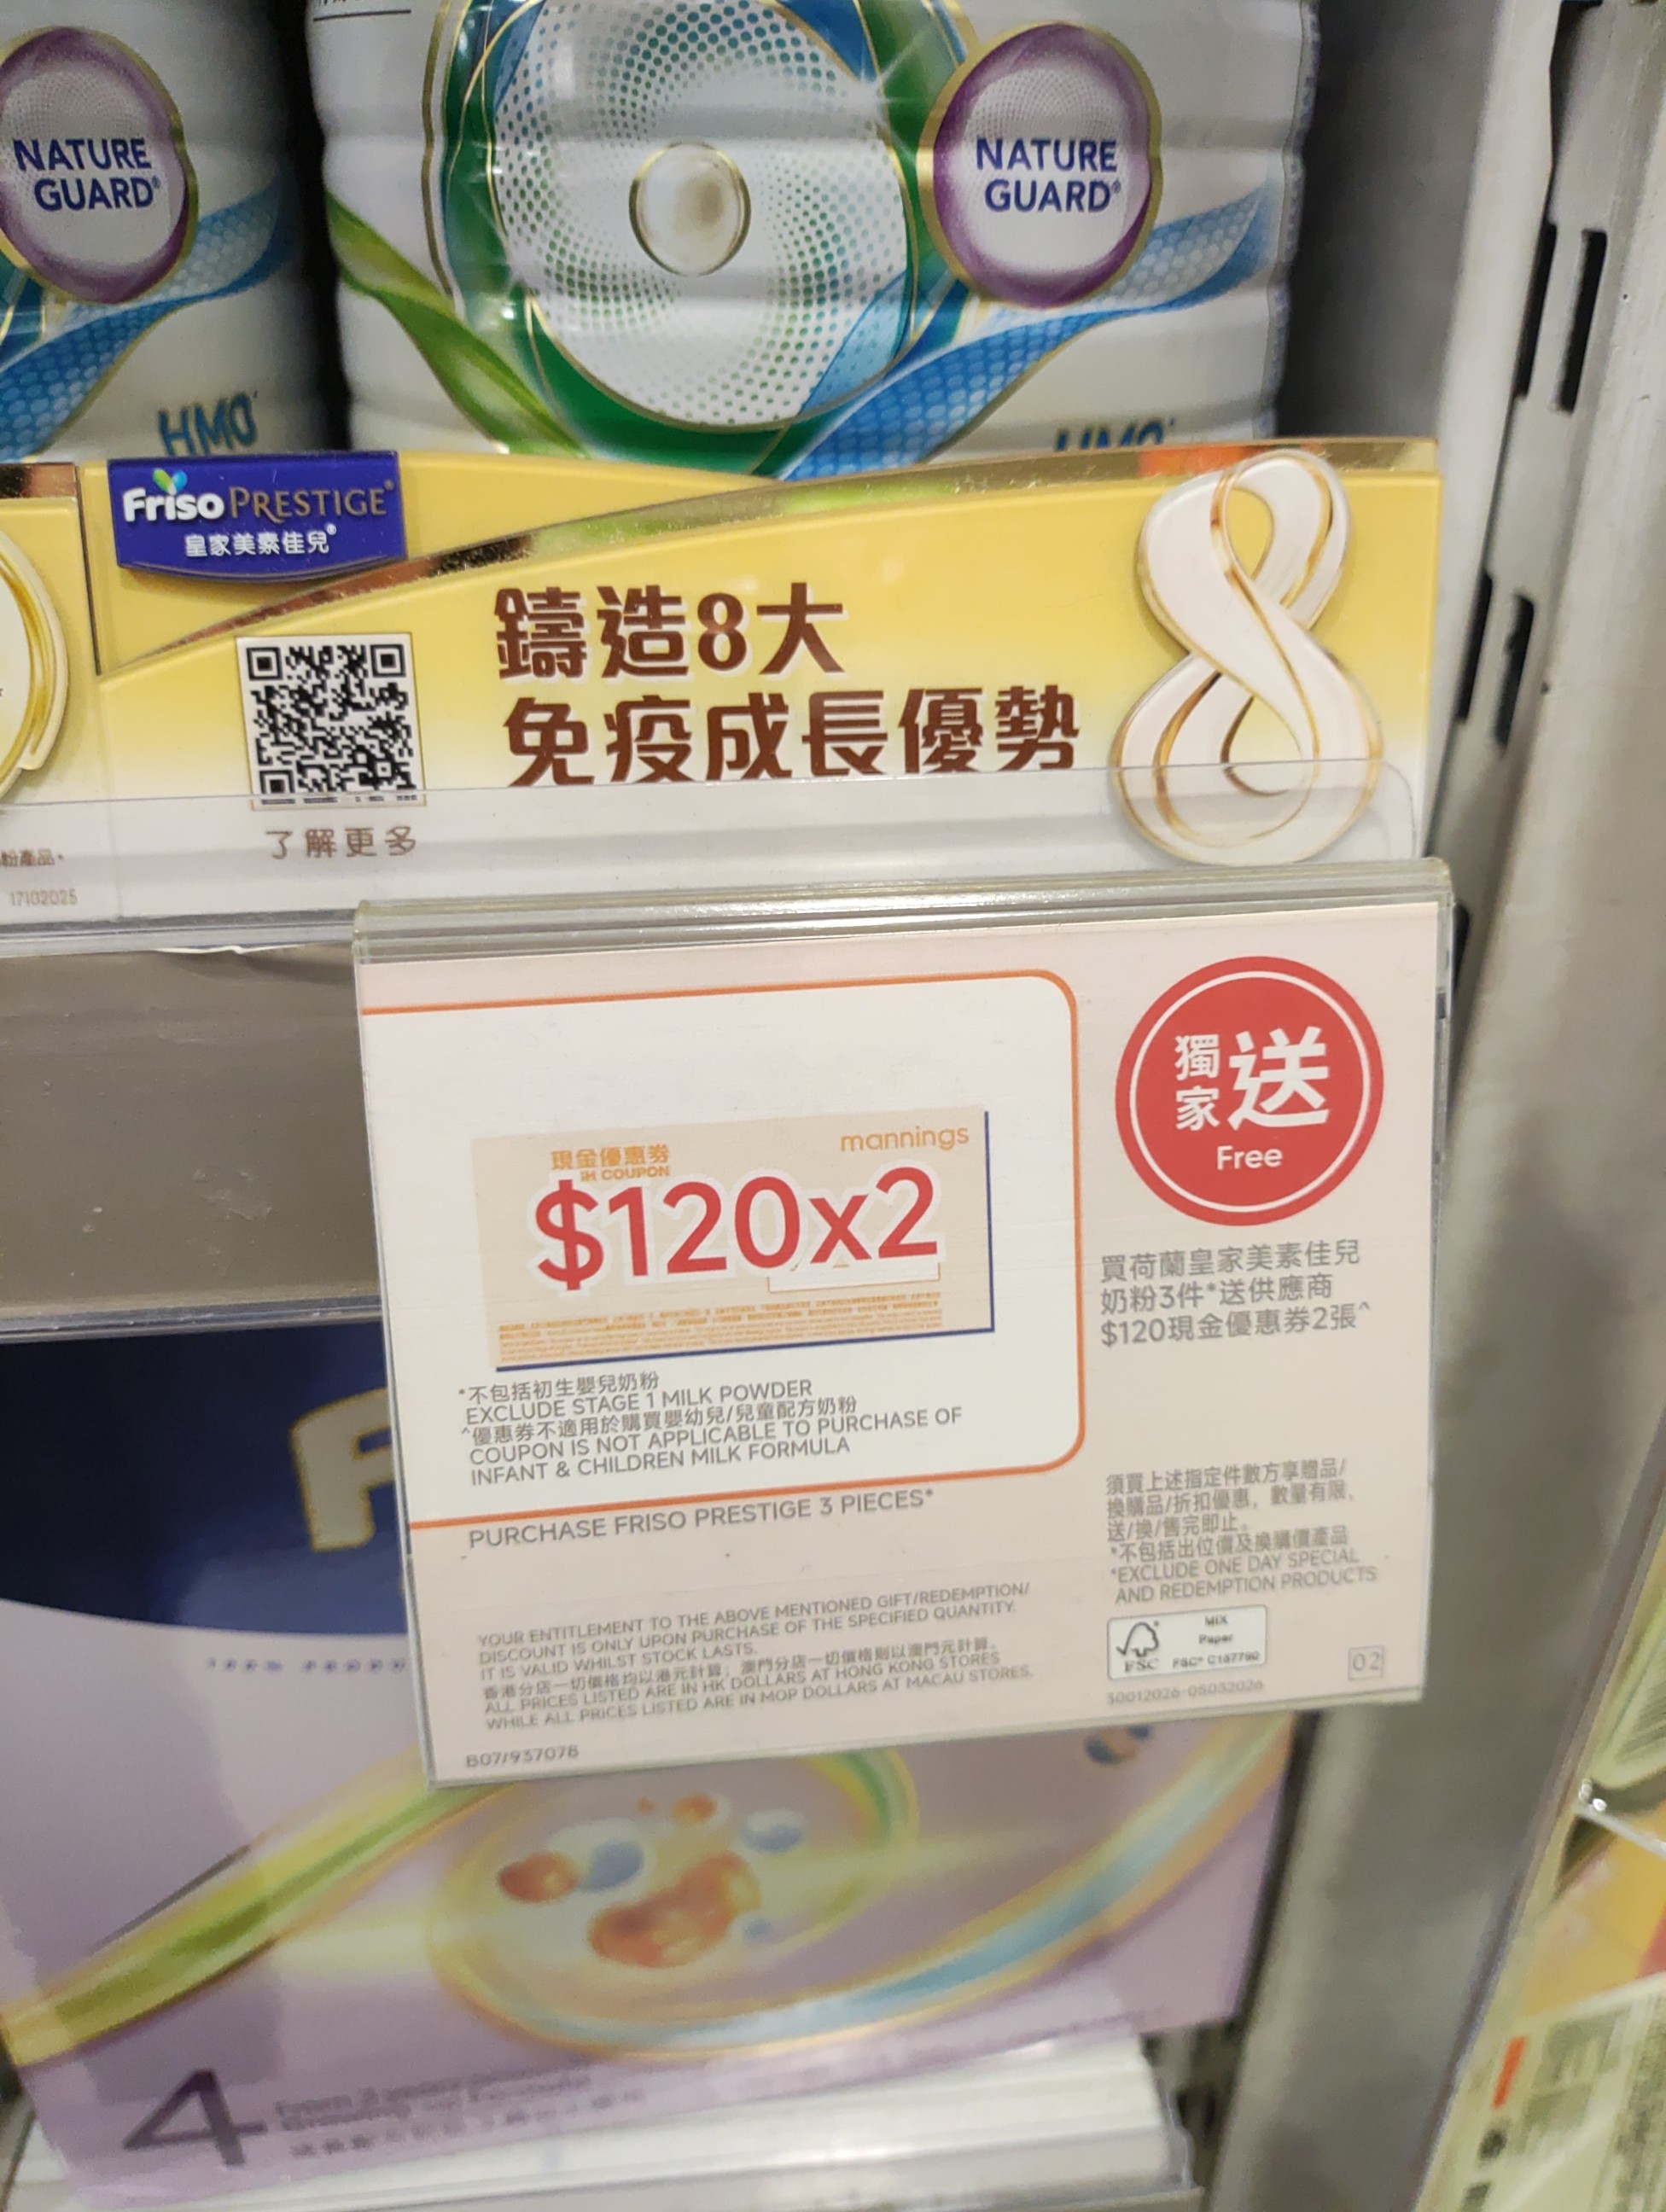 NATURE
GUARD®
NATURE
GUARD®
HMO
HMO
Friso PRESTIGE®
皇家美素佳兒®
鑄造8大
免疫成長優勢
8
了解更多
粉產品。
17102025
現金優惠券
mannings
COUPON
$120x2
獨家送
Free
買荷蘭皇家美素佳兒
奶粉3件*送供應商
$120現金優惠券2張^
*不包括初生嬰兒奶粉
EXCLUDE STAGE 1 MILK POWDER
^優惠券不適用於購買嬰幼兒/兒童配方奶粉
COUPON IS NOT APPLICABLE TO PURCHASE OF
INFANT & CHILDREN MILK FORMULA
PURCHASE FRISO PRESTIGE 3 PIECES*
須買上述指定件數方享贈品/
換購品/折扣優惠，數量有限，
送/換/售完即止。
*不包括出位價及換購價產品
*EXCLUDE ONE DAY SPECIAL
AND REDEMPTION PRODUCTS
YOUR ENTITLEMENT TO THE ABOVE MENTIONED GIFT/REDEMPTION/
DISCOUNT IS ONLY UPON PURCHASE OF THE SPECIFIED QUANTITY.
IT IS VALID WHILST STOCK LASTS.
香港分店一切價格均以港元計算；澳門分店一切價格則以澳門元計算。
ALL PRICES LISTED ARE IN HK DOLLARS AT HONG KONG STORES
WHILE ALL PRICES LISTED ARE IN MOP DOLLARS AT MACAU STORES.
FSC
MIX
Paper
FSC® C187790
02
30012026-05032026
B07/937078
4